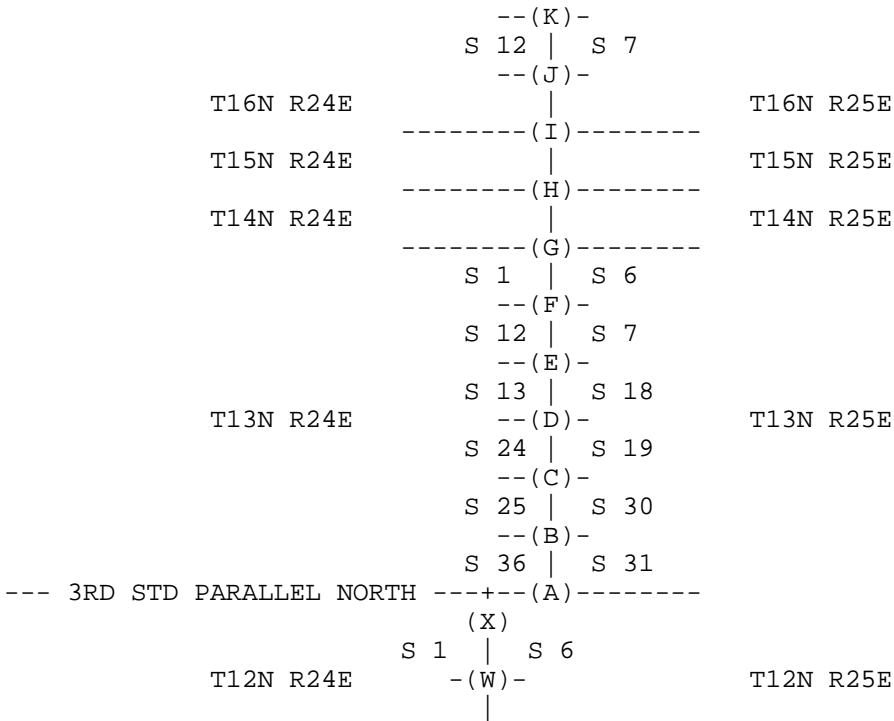 --(K)-
S 12 | S 7
--(J)-
T16N R24E | T16N R25E
--------(I)--------
T15N R24E | T15N R25E
--------(H)--------
T14N R24E | T14N R25E
--------(G)--------
S 1 | S 6
--(F)-
S 12 | S 7
--(E)-
S 13 | S 18
T13N R24E --(D)- T13N R25E
S 24 | S 19
--(C)-
S 25 | S 30
--(B)-
S 36 | S 31
--- 3RD STD PARALLEL NORTH ---+--(A)--------
(X)
S 1 | S 6
T12N R24E -(W)- T12N R25E
|